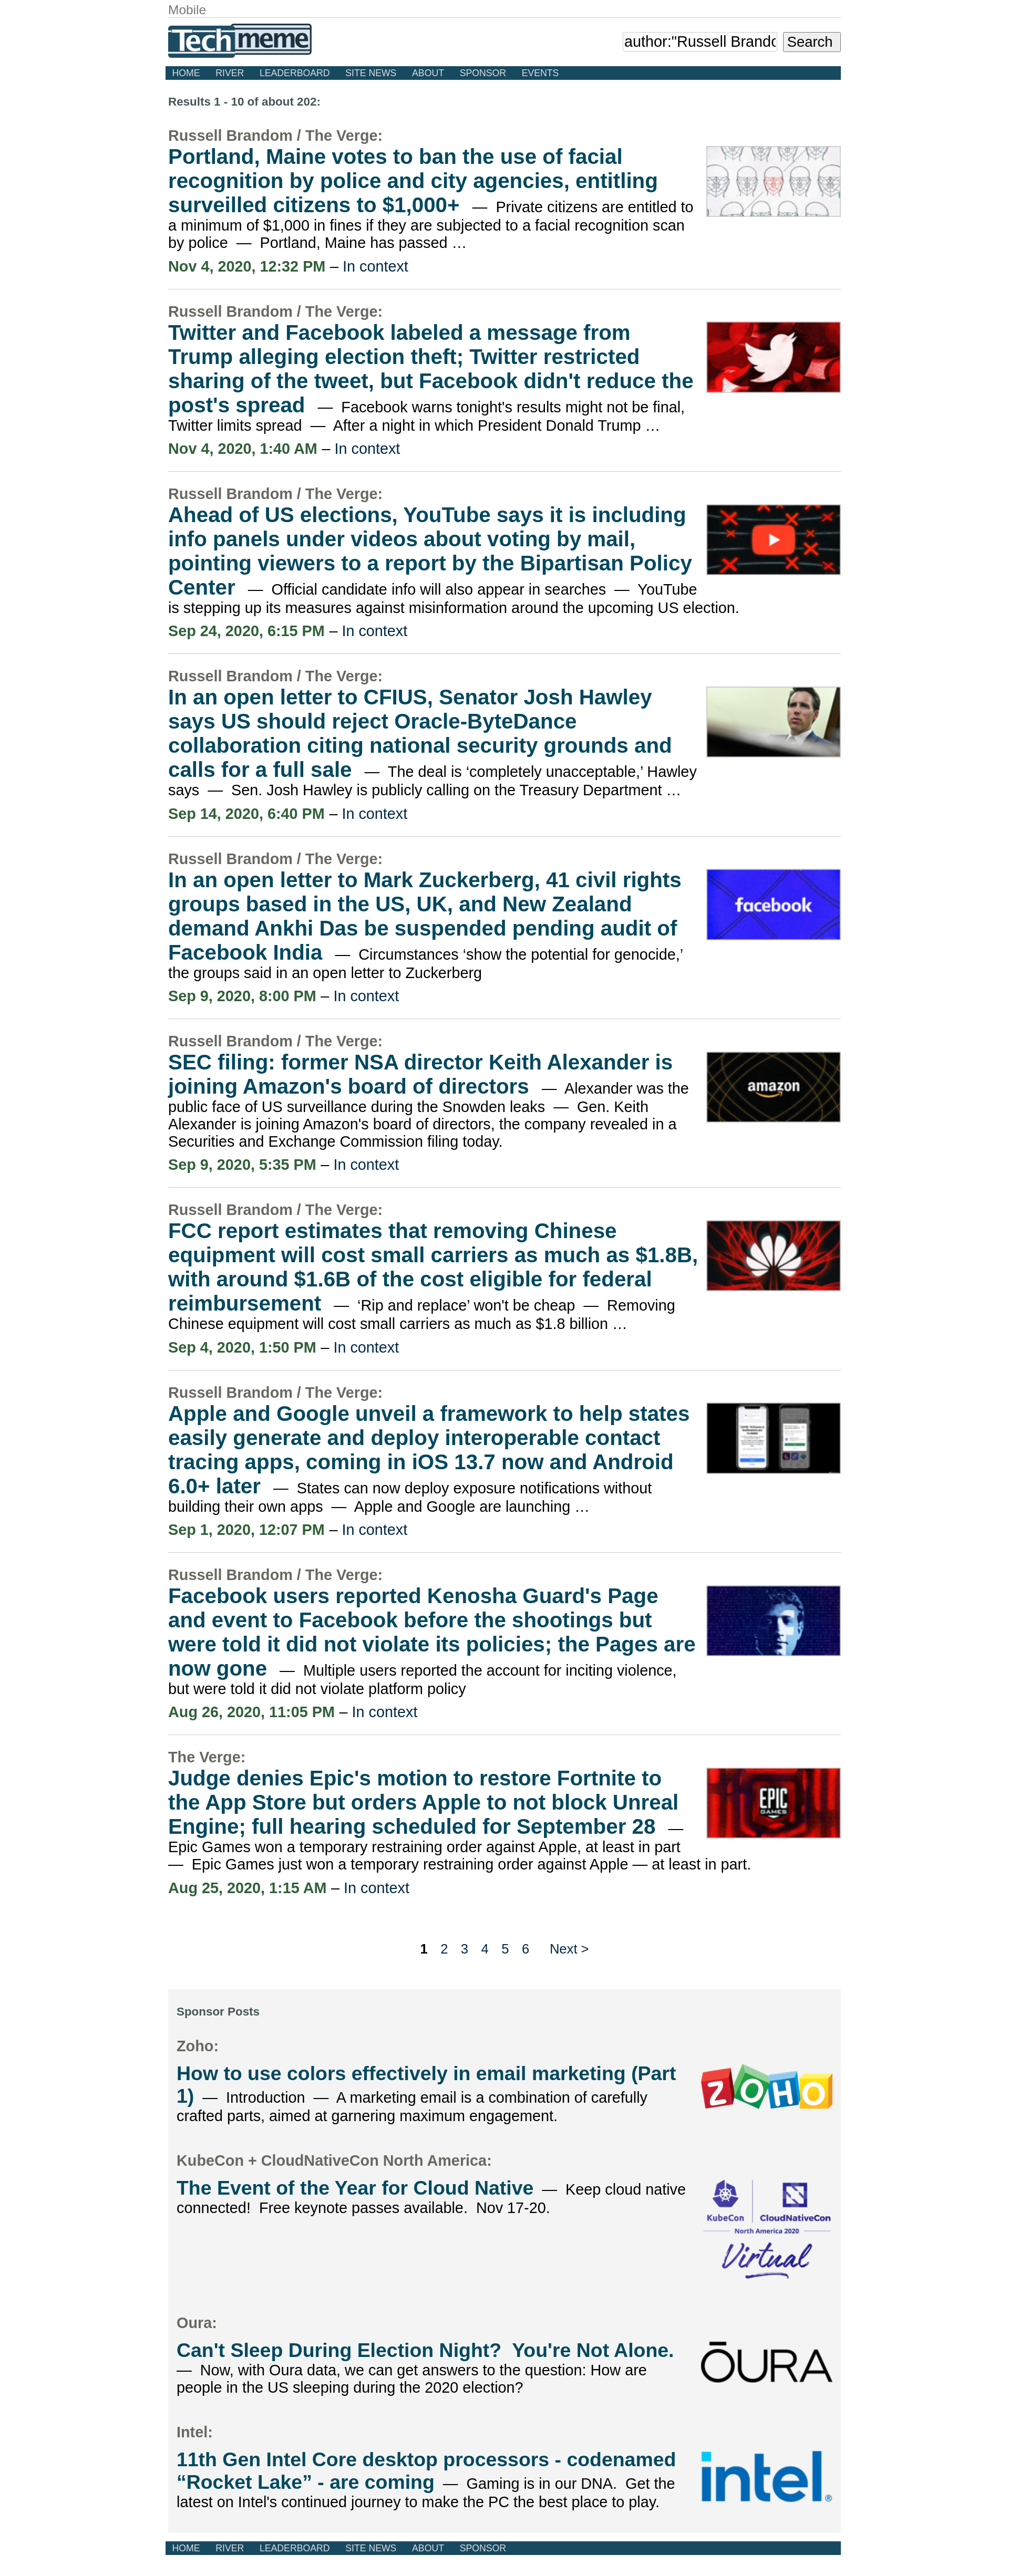 Mobile
Techmeme
author:"Russell Brando
Search
HOME RIVER LEADERBOARD SITE NEWS ABOUT SPONSOR EVENTS
Results 1 - 10 of about 202:
Russell Brandom / The Verge:
Portland, Maine votes to ban the use of facial
recognition by police and city agencies, entitling
surveilled citizens to $1,000+ — Private citizens are entitled to
a minimum of $1,000 in fines if they are subjected to a facial recognition scan
by police — Portland, Maine has passed …
Nov 4, 2020, 12:32 PM – In context
Russell Brandom / The Verge:
Twitter and Facebook labeled a message from
Trump alleging election theft; Twitter restricted
sharing of the tweet, but Facebook didn't reduce the
post's spread — Facebook warns tonight's results might not be final,
Twitter limits spread — After a night in which President Donald Trump …
Nov 4, 2020, 1:40 AM – In context
Russell Brandom / The Verge:
Ahead of US elections, YouTube says it is including
info panels under videos about voting by mail,
pointing viewers to a report by the Bipartisan Policy
Center — Official candidate info will also appear in searches — YouTube
is stepping up its measures against misinformation around the upcoming US election.
Sep 24, 2020, 6:15 PM – In context
Russell Brandom / The Verge:
In an open letter to CFIUS, Senator Josh Hawley
says US should reject Oracle-ByteDance
collaboration citing national security grounds and
calls for a full sale — The deal is ‘completely unacceptable,’ Hawley
says — Sen. Josh Hawley is publicly calling on the Treasury Department …
Sep 14, 2020, 6:40 PM – In context
Russell Brandom / The Verge:
In an open letter to Mark Zuckerberg, 41 civil rights
groups based in the US, UK, and New Zealand
demand Ankhi Das be suspended pending audit of
Facebook India — Circumstances ‘show the potential for genocide,’
the groups said in an open letter to Zuckerberg
facebook
Sep 9, 2020, 8:00 PM – In context
Russell Brandom / The Verge:
SEC filing: former NSA director Keith Alexander is
joining Amazon's board of directors — Alexander was the
public face of US surveillance during the Snowden leaks — Gen. Keith
Alexander is joining Amazon's board of directors, the company revealed in a
Securities and Exchange Commission filing today.
amazon
Sep 9, 2020, 5:35 PM – In context
Russell Brandom / The Verge:
FCC report estimates that removing Chinese
equipment will cost small carriers as much as $1.8B,
with around $1.6B of the cost eligible for federal
reimbursement — ‘Rip and replace’ won't be cheap — Removing
Chinese equipment will cost small carriers as much as $1.8 billion …
Sep 4, 2020, 1:50 PM – In context
Russell Brandom / The Verge:
Apple and Google unveil a framework to help states
easily generate and deploy interoperable contact
tracing apps, coming in iOS 13.7 now and Android
6.0+ later — States can now deploy exposure notifications without
building their own apps — Apple and Google are launching …
Sep 1, 2020, 12:07 PM – In context
Russell Brandom / The Verge:
Facebook users reported Kenosha Guard's Page
and event to Facebook before the shootings but
were told it did not violate its policies; the Pages are
now gone — Multiple users reported the account for inciting violence,
but were told it did not violate platform policy
Aug 26, 2020, 11:05 PM – In context
The Verge:
Judge denies Epic's motion to restore Fortnite to
the App Store but orders Apple to not block Unreal
Engine; full hearing scheduled for September 28 —
Epic Games won a temporary restraining order against Apple, at least in part
— Epic Games just won a temporary restraining order against Apple — at least in part.
EPIC
GAMES
Aug 25, 2020, 1:15 AM – In context
1 2 3 4 5 6 Next >
Sponsor Posts
Zoho:
How to use colors effectively in email marketing (Part
1) — Introduction — A marketing email is a combination of carefully
crafted parts, aimed at garnering maximum engagement.
ZOHO
KubeCon + CloudNativeCon North America:
The Event of the Year for Cloud Native — Keep cloud native
connected! Free keynote passes available. Nov 17-20.
KubeCon CloudNativeCon
North America 2020
Virtual
Oura:
Can't Sleep During Election Night? You're Not Alone.
— Now, with Oura data, we can get answers to the question: How are
people in the US sleeping during the 2020 election?
ŌURA
Intel:
11th Gen Intel Core desktop processors - codenamed
“Rocket Lake” - are coming — Gaming is in our DNA. Get the
latest on Intel's continued journey to make the PC the best place to play.
intel®
HOME RIVER LEADERBOARD SITE NEWS ABOUT SPONSOR